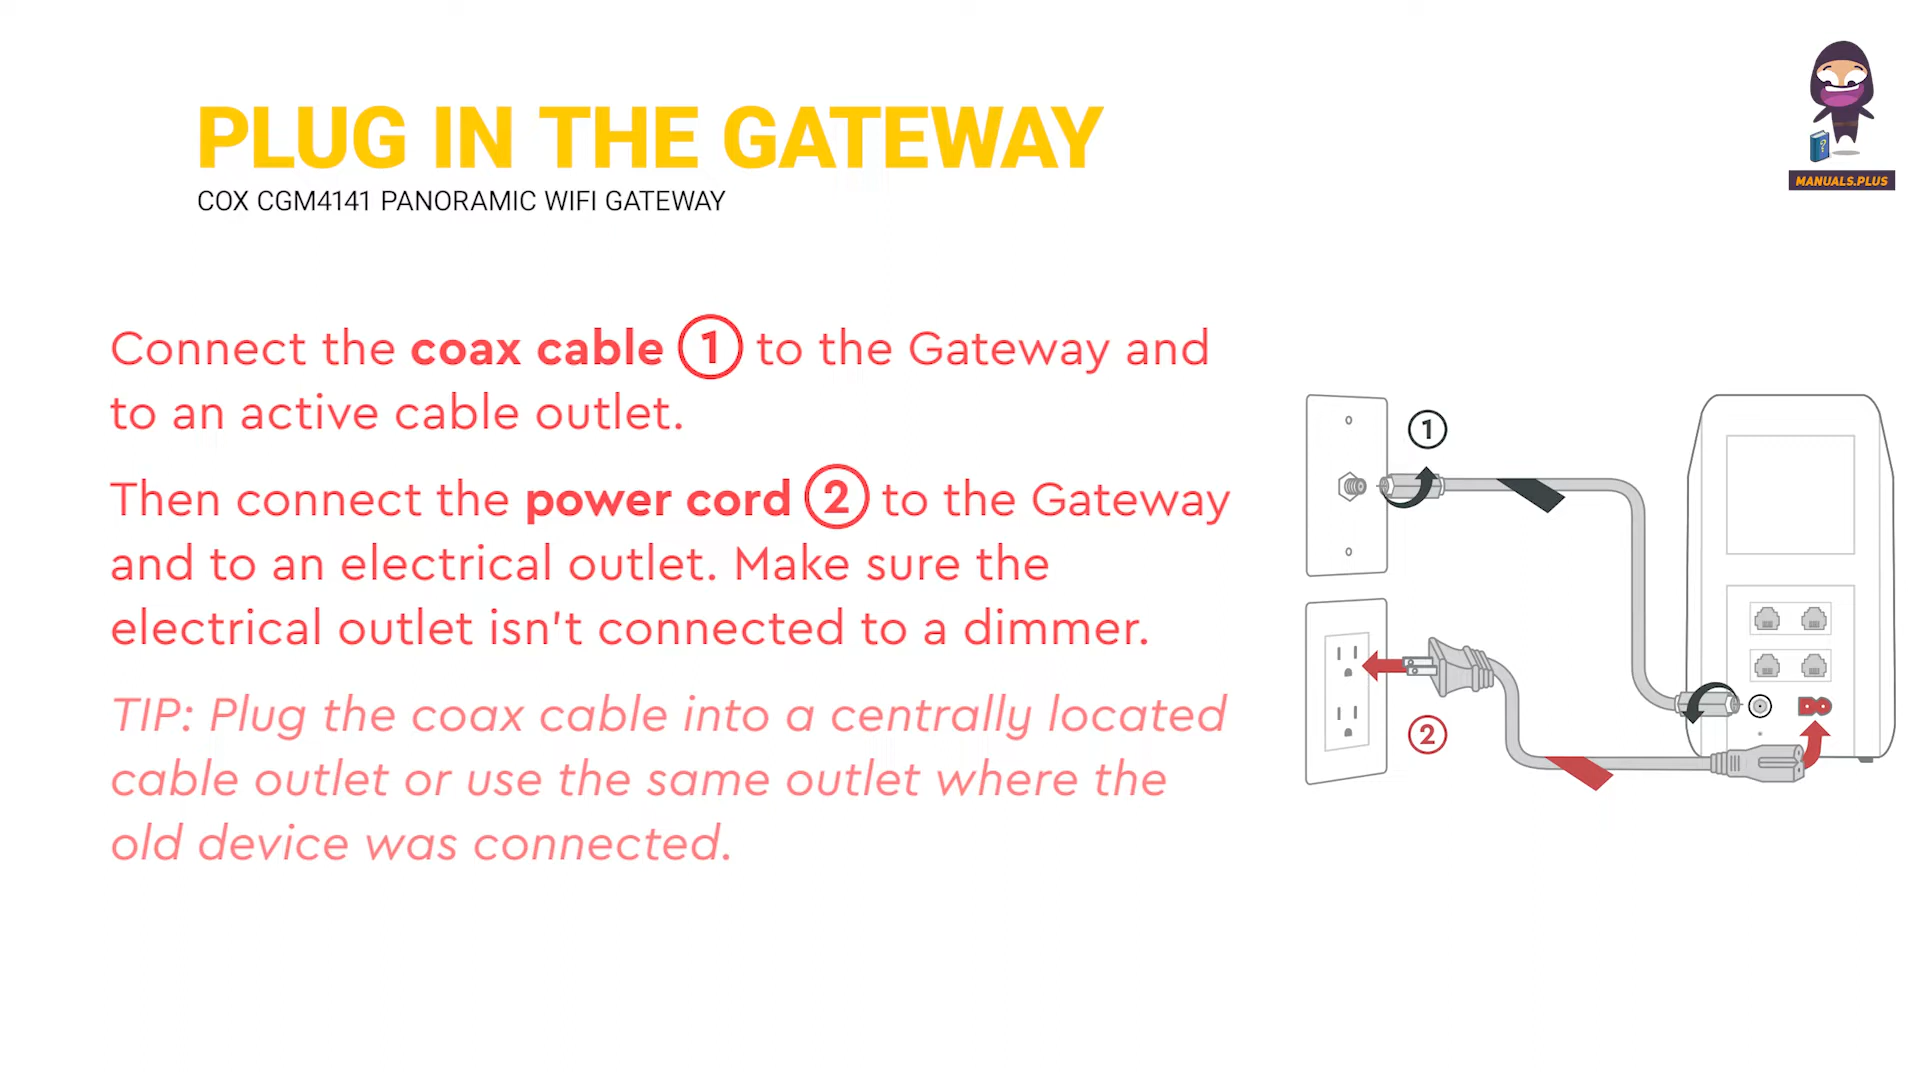 PLUG IN THE GATEWAY
COX CGM4141 PANORAMIC WIFI GATEWAY
MANUALS.PLUS
Connect the coax cable 1 to the Gateway and
to an active cable outlet.
Then connect the power cord 2 to the Gateway
and to an electrical outlet. Make sure the
electrical outlet isn't connected to a dimmer.
TIP: Plug the coax cable into a centrally located
cable outlet or use the same outlet where the
old device was connected.
1
2
?